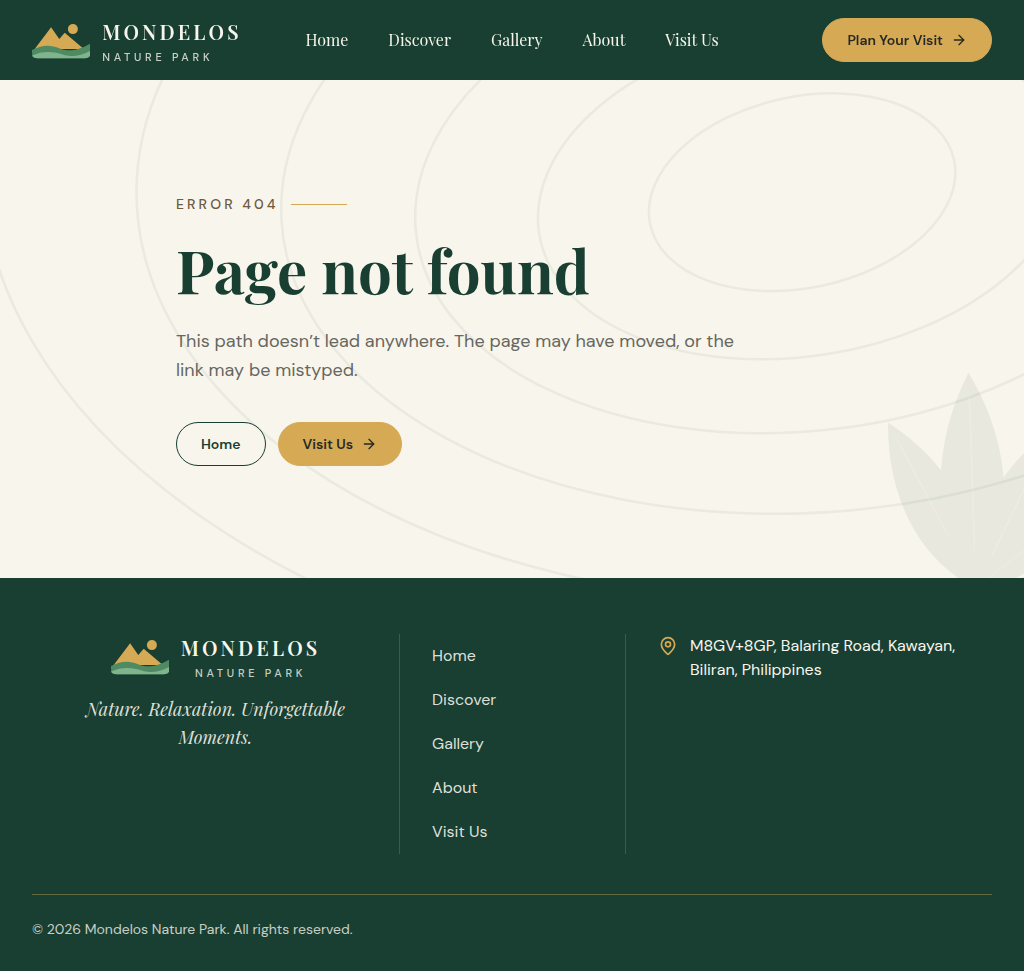 MONDELOS
NATURE PARK
Home
Discover
Gallery
About
Visit Us
Plan Your Visit
ERROR 404
Page not found
This path doesn’t lead anywhere. The page may have moved, or the
link may be mistyped.
Home
Visit Us
MONDELOS
NATURE PARK
Nature. Relaxation. Unforgettable
Moments.
Home
Discover
Gallery
About
Visit Us
M8GV+8GP, Balaring Road, Kawayan,
Biliran, Philippines
© 2026 Mondelos Nature Park. All rights reserved.